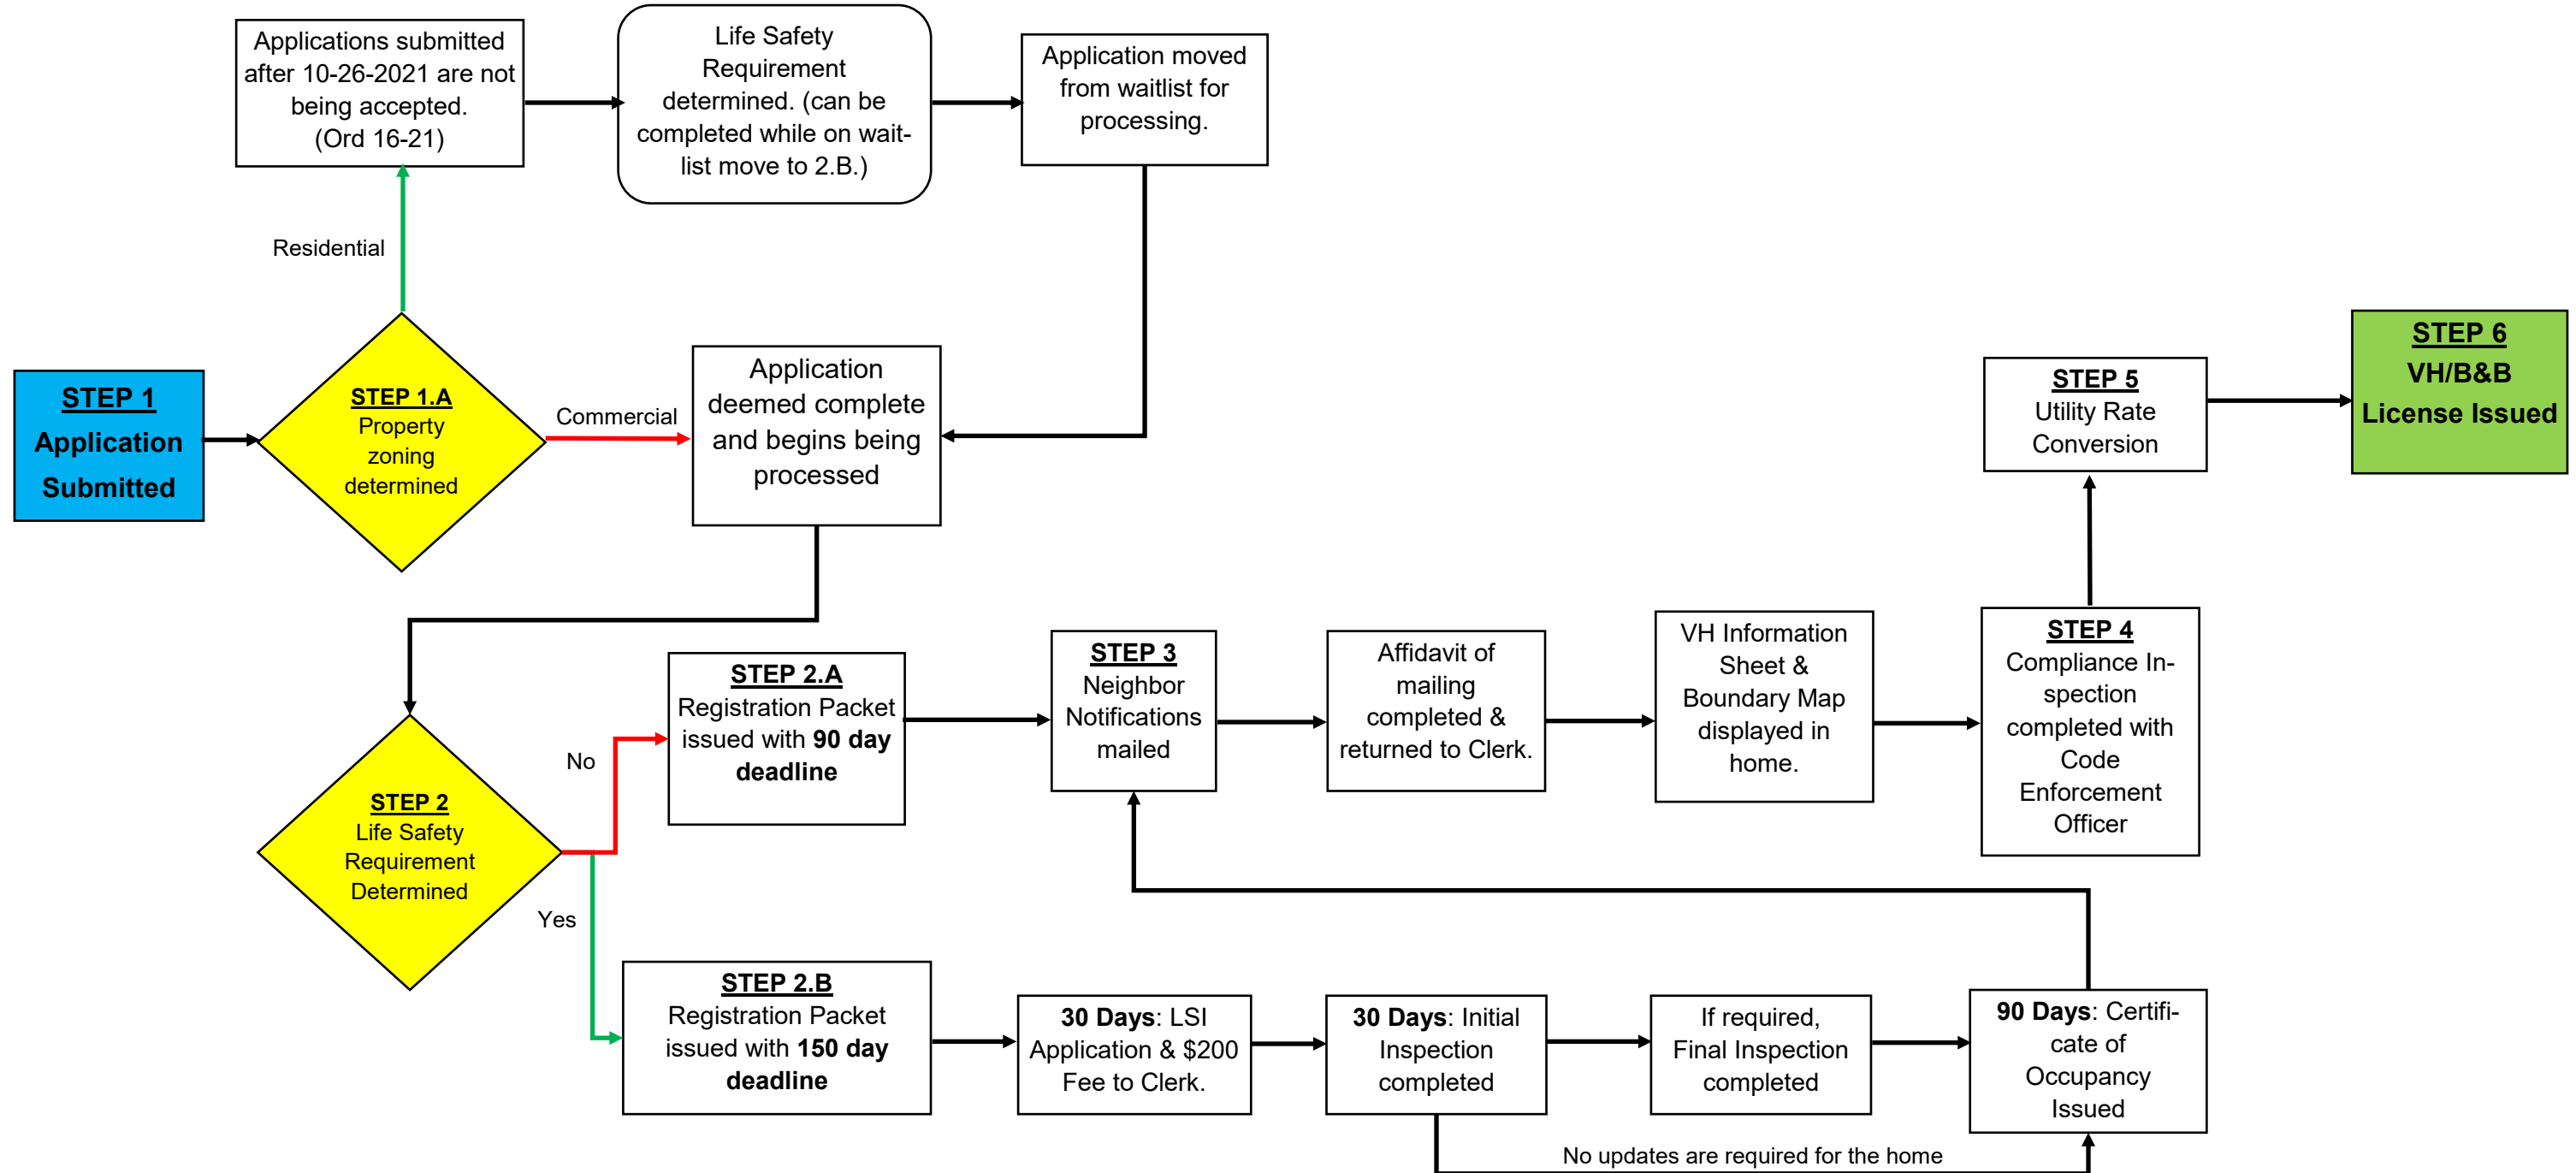 Applications submitted
after 10-26-2021 are not
being accepted.
(Ord 16-21)
Life Safety
Requirement
determined. (can be
completed while on wait-
list move to 2.B.)
Application moved
from waitlist for
processing.
Residential
STEP 1
Application
Submitted
STEP 1.A
Property
zoning
determined
Commercial
Application
deemed complete
and begins being
processed
STEP 5
Utility Rate
Conversion
STEP 6
VH/B&B
License Issued
STEP 2
Life Safety
Requirement
Determined
No
STEP 2.A
Registration Packet
issued with 90 day
deadline
STEP 3
Neighbor
Notifications
mailed
Affidavit of
mailing
completed &
returned to Clerk.
VH Information
Sheet &
Boundary Map
displayed in
home.
STEP 4
Compliance In-
spection
completed with
Code
Enforcement
Officer
Yes
STEP 2.B
Registration Packet
issued with 150 day
deadline
30 Days: LSI
Application & $200
Fee to Clerk.
30 Days: Initial
Inspection
completed
If required,
Final Inspection
completed
90 Days: Certifi-
cate of
Occupancy
Issued
No updates are required for the home